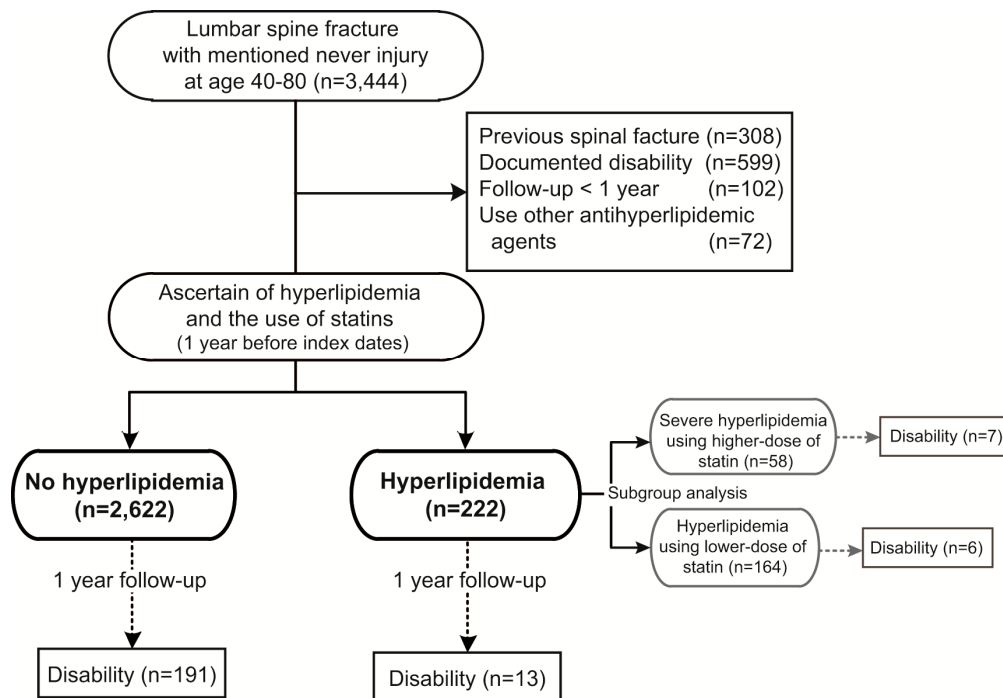 Lumbar spine fracture
with mentioned never injury
at age 40-80 (n=3,444)
Previous spinal facture (n=308)
Documented disability (n=599)
Follow-up < 1 year (n=102)
Use other antihyperlipidemic
agents (n=72)
Ascertain of hyperlipidemia
and the use of statins
(1 year before index dates)
No hyperlipidemia
(n=2,622)
Hyperlipidemia
(n=222)
Subgroup analysis
Severe hyperlipidemia
using higher-dose of
statin (n=58)
Disability (n=7)
Hyperlipidemia
using lower-dose of
statin (n=164)
Disability (n=6)
1 year follow-up
1 year follow-up
Disability (n=191)
Disability (n=13)